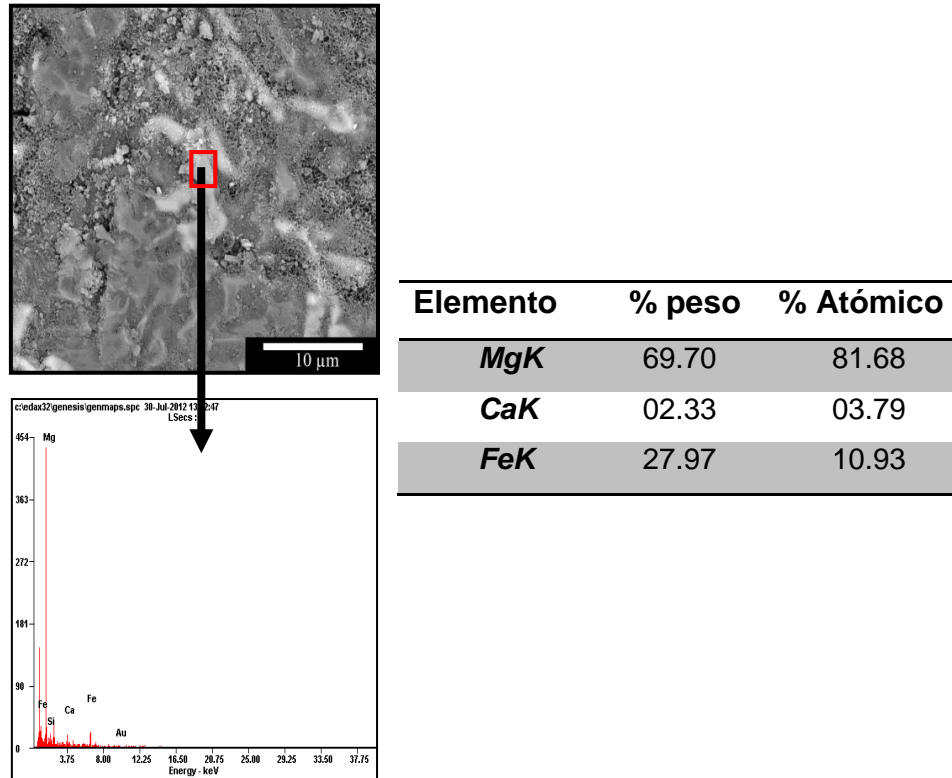 10 µm
Elemento % peso % Atómico
MgK 69.70 81.68
CaK 02.33 03.79
FeK 27.97 10.93
c:\edax32\genesis\genmaps.spc 30-Jul-2012
LSecs :
454
Mg
363
272
181
90
Fe
Si
Ca
Fe
Au
0
3.75 8.00 12.25 16.50 20.75 25.00 29.25 33.50 37.75
Energy - keV